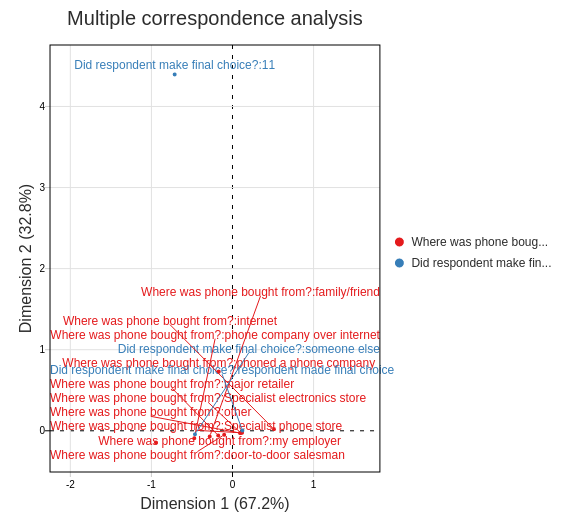 Multiple correspondence analysis
Did respondent make final choice?:11
Where was phone bought from?:family/friend
Where was phone bought from?:internet
Where was phone bought from?:phone company over internet
Did respondent make final choice?:someone else
Where was phone bought from?:phoned a phone company
Did respondent make final choice?:respondent made final choice
Where was phone bought from?:major retailer
Where was phone bought from?:Specialist electronics store
Where was phone bought from?:other
Where was phone bought from?:Specialist phone store
Where was phone bought from?:my employer
Where was phone bought from?:door-to-door salesman
4
3
2
1
0
-2
-1
0
1
Dimension 1 (67.2%)
Dimension 2 (32.8%)
Where was phone boug...
Did respondent make fin...